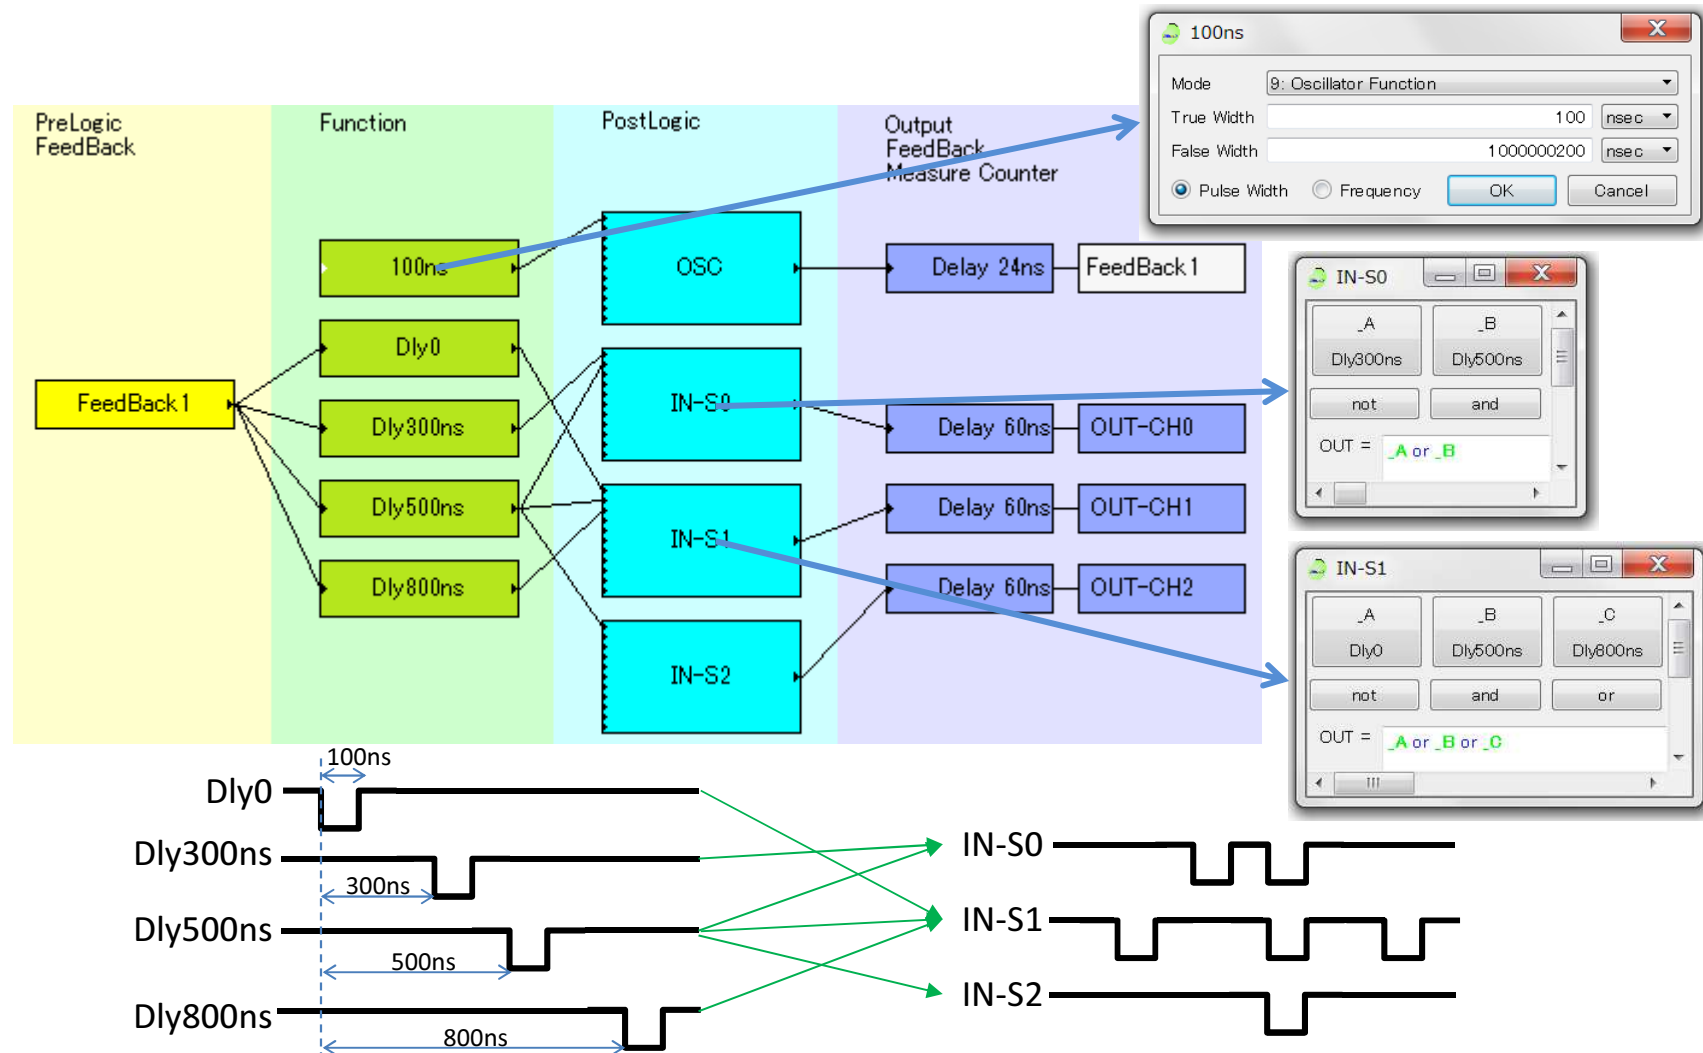 PreLogic
FeedBack
Function
PostLogic
Output
FeedBack
Measure Counter
100ns
Dly0
Dly300ns
Dly500ns
Dly800ns
FeedBack1
OSC
IN-S0
IN-S1
IN-S2
Delay 24ns
FeedBack1
Delay 60ns
OUT-CH0
Delay 60ns
OUT-CH1
Delay 60ns
OUT-CH2
100ns
Mode
9: Oscillator Function
True Width
100
nsec
False Width
1000000200
nsec
Pulse Width
Frequency
OK
Cancel
IN-S0
_A
_B
Dly300ns
Dly500ns
not
and
OUT =
_A or _B
IN-S1
_A
_B
_C
Dly0
Dly500ns
Dly800ns
not
and
or
OUT =
_A or _B or _C
100ns
Dly0
Dly300ns
300ns
Dly500ns
500ns
Dly800ns
800ns
IN-S0
IN-S1
IN-S2